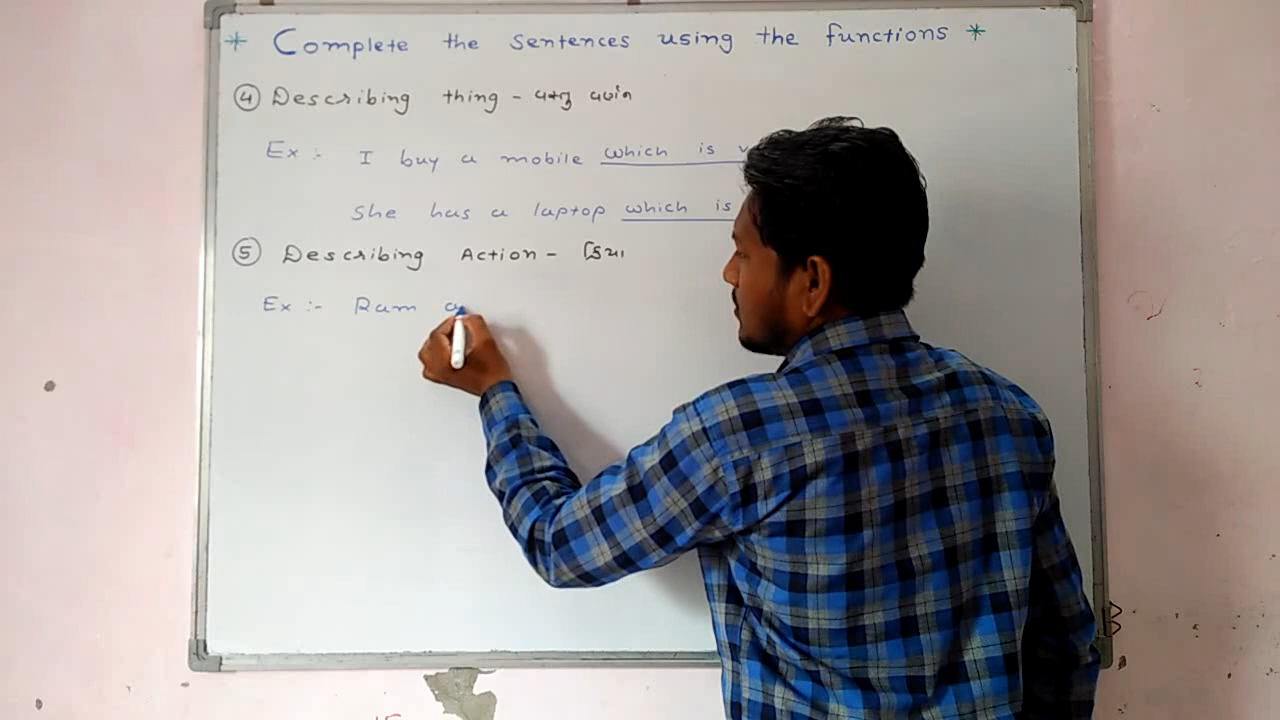 * Complete the sentences using the functions *
④ Describing thing - વસ્તુ વર્ણન
Ex :- I buy a mobile which is
she has a laptop which is
⑤ Describing Action - ક્રિયા
Ex :- Ram